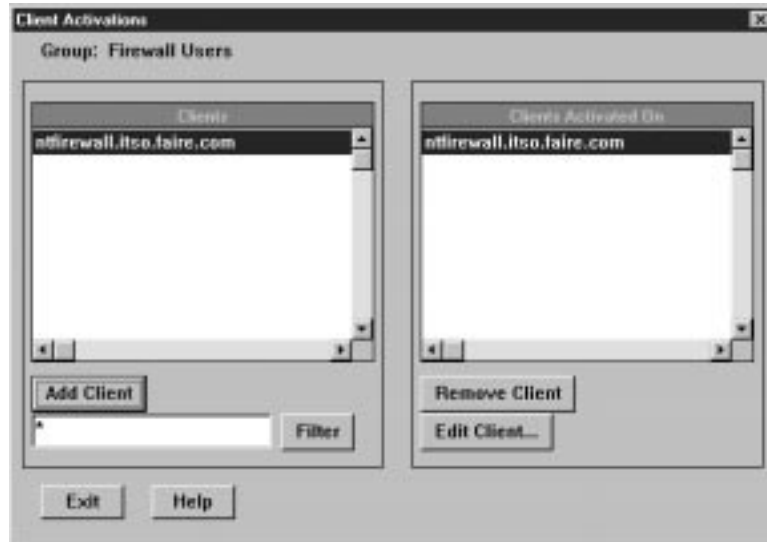 Client Activations
Group: Firewall Users
Clients
ntfirewall.itso.faire.com
Add Client
*
Filter
Clients Activated On
ntfirewall.itso.faire.com
Remove Client
Edit Client...
Exit
Help